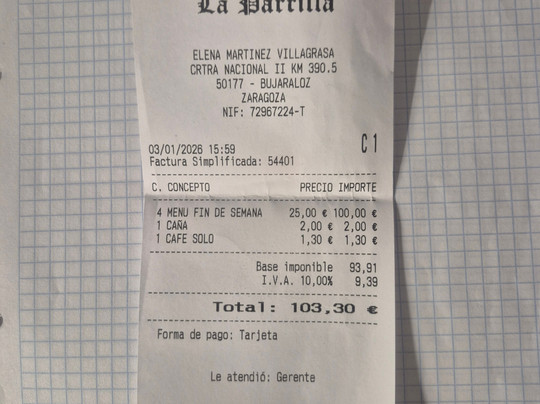 La Parrilla
ELENA MARTINEZ VILLAGRASA
CRTRA NACIONAL II KM 390.5
50177 - BUJARALOZ
ZARAGOZA
NIF: 72967224-T
C 1
03/01/2026 15:59
Factura Simplificada: 54401
C. CONCEPTO PRECIO IMPORTE
4 MENU FIN DE SEMANA 25,00 € 100,00 €
1 CAÑA 2,00 € 2,00 €
1 CAFE SOLO 1,30 € 1,30 €
Base imponible 93,91
I.V.A. 10,00% 9,39
Total: 103,30 €
Forma de pago: Tarjeta
Le atendió: Gerente